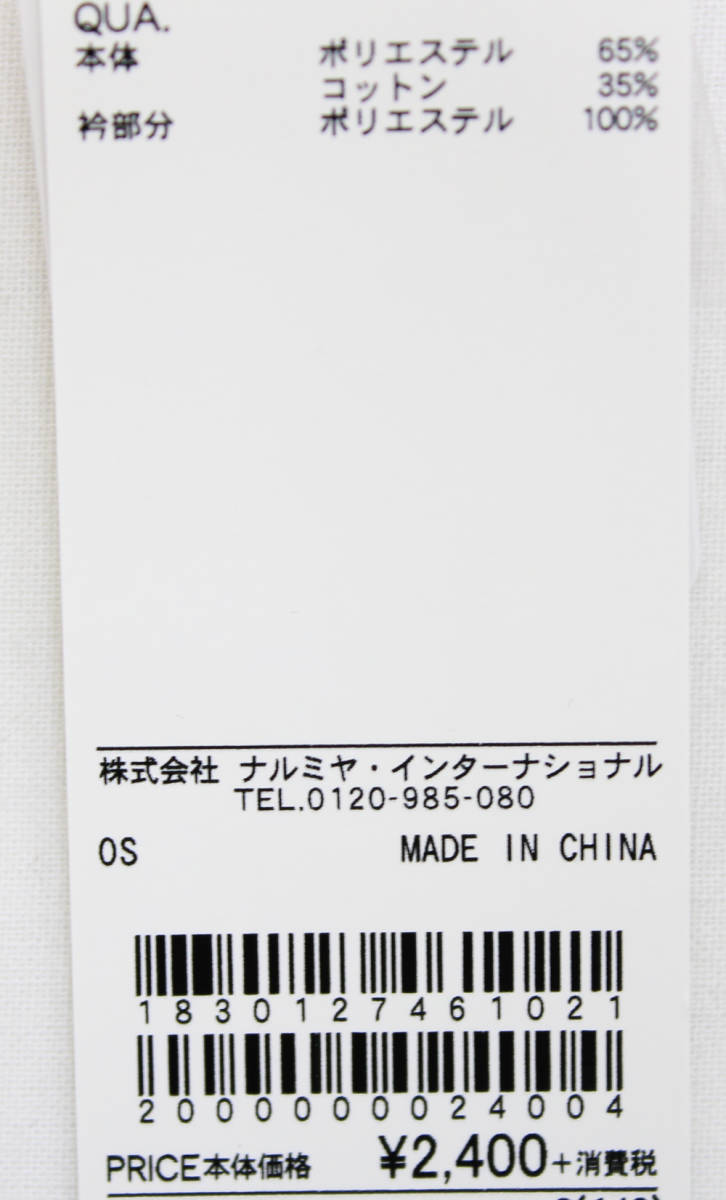 QUA.
本体 ポリエステル 65%
コットン 35%
衿部分 ポリエステル 100%
株式会社 ナルミヤ・インターナショナル
TEL.0120-985-080
OS MADE IN CHINA
1830127461021
2000000024004
PRICE本体価格 ¥2,400+消費税